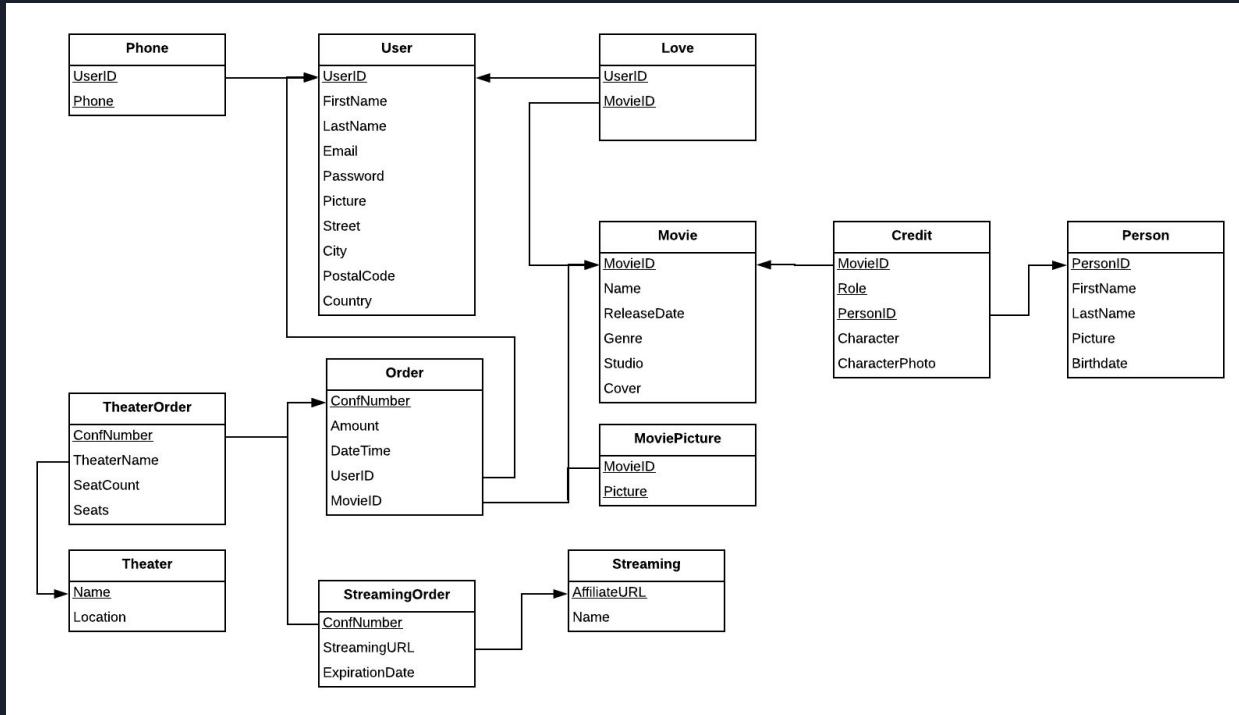 Phone
UserID
Phone
User
UserID
FirstName
LastName
Email
Password
Picture
Street
City
PostalCode
Country
Love
UserID
MovieID
Movie
MovieID
Name
ReleaseDate
Genre
Studio
Cover
Credit
MovieID
Role
PersonID
Character
CharacterPhoto
Person
PersonID
FirstName
LastName
Picture
Birthdate
Order
ConfNumber
Amount
DateTime
UserID
MovieID
TheaterOrder
ConfNumber
TheaterName
SeatCount
Seats
MoviePicture
MovieID
Picture
Theater
Name
Location
StreamingOrder
ConfNumber
StreamingURL
ExpirationDate
Streaming
AffiliateURL
Name